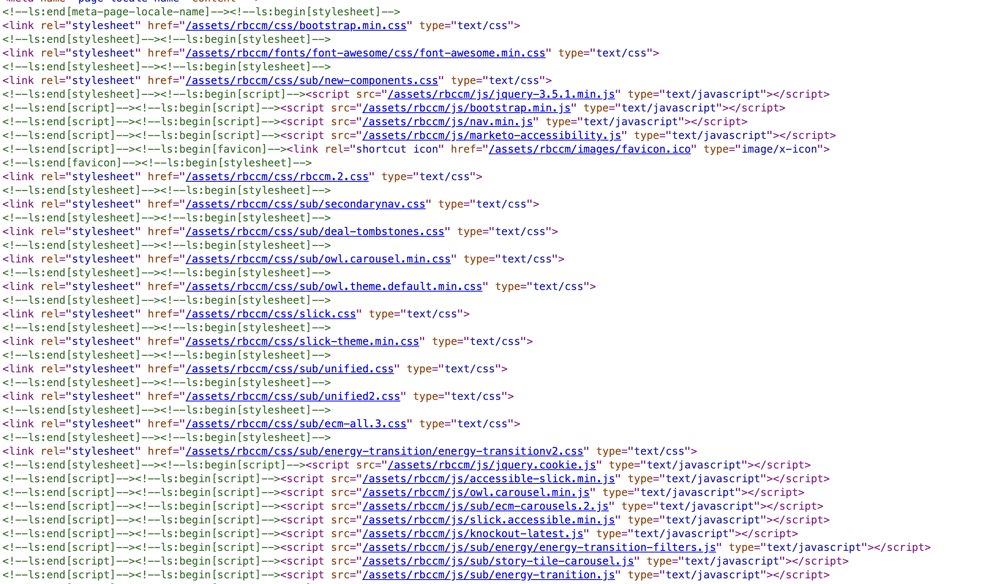 <!--ls:end[meta-page-locale-name]--><!--ls:begin[stylesheet]-->
<link rel="stylesheet" href="/assets/rbccm/css/bootstrap.min.css" type="text/css">
<!--ls:end[stylesheet]--><!--ls:begin[stylesheet]-->
<link rel="stylesheet" href="/assets/rbccm/fonts/font-awesome/css/font-awesome.min.css" type="text/css">
<!--ls:end[stylesheet]--><!--ls:begin[stylesheet]-->
<link rel="stylesheet" href="/assets/rbccm/css/sub/new-components.css" type="text/css">
<!--ls:end[stylesheet]--><!--ls:begin[script]--><script src="/assets/rbccm/js/jquery-3.5.1.min.js" type="text/javascript"></script>
<!--ls:end[script]--><!--ls:begin[script]--><script src="/assets/rbccm/js/bootstrap.min.js" type="text/javascript"></script>
<!--ls:end[script]--><!--ls:begin[script]--><script src="/assets/rbccm/js/nav.min.js" type="text/javascript"></script>
<!--ls:end[script]--><!--ls:begin[script]--><script src="/assets/rbccm/js/marketo-accessibility.js" type="text/javascript"></script>
<!--ls:end[script]--><!--ls:begin[favicon]--><link rel="shortcut icon" href="/assets/rbccm/images/favicon.ico" type="image/x-icon">
<!--ls:end[favicon]--><!--ls:begin[stylesheet]-->
<link rel="stylesheet" href="/assets/rbccm/css/rbccm.2.css" type="text/css">
<!--ls:end[stylesheet]--><!--ls:begin[stylesheet]-->
<link rel="stylesheet" href="/assets/rbccm/css/sub/secondarynav.css" type="text/css">
<!--ls:end[stylesheet]--><!--ls:begin[stylesheet]-->
<link rel="stylesheet" href="/assets/rbccm/css/sub/deal-tombstones.css" type="text/css">
<!--ls:end[stylesheet]--><!--ls:begin[stylesheet]-->
<link rel="stylesheet" href="/assets/rbccm/css/sub/owl.carousel.min.css" type="text/css">
<!--ls:end[stylesheet]--><!--ls:begin[stylesheet]-->
<link rel="stylesheet" href="/assets/rbccm/css/sub/owl.theme.default.min.css" type="text/css">
<!--ls:end[stylesheet]--><!--ls:begin[stylesheet]-->
<link rel="stylesheet" href="/assets/rbccm/css/slick.css" type="text/css">
<!--ls:end[stylesheet]--><!--ls:begin[stylesheet]-->
<link rel="stylesheet" href="/assets/rbccm/css/slick-theme.min.css" type="text/css">
<!--ls:end[stylesheet]--><!--ls:begin[stylesheet]-->
<link rel="stylesheet" href="/assets/rbccm/css/sub/unified.css" type="text/css">
<!--ls:end[stylesheet]--><!--ls:begin[stylesheet]-->
<link rel="stylesheet" href="/assets/rbccm/css/sub/unified2.css" type="text/css">
<!--ls:end[stylesheet]--><!--ls:begin[stylesheet]-->
<link rel="stylesheet" href="/assets/rbccm/css/sub/ecm-all.3.css" type="text/css">
<!--ls:end[stylesheet]--><!--ls:begin[stylesheet]-->
<link rel="stylesheet" href="/assets/rbccm/css/sub/energy-transition/energy-transitionv2.css" type="text/css">
<!--ls:end[stylesheet]--><!--ls:begin[script]--><script src="/assets/rbccm/js/jquery.cookie.js" type="text/javascript"></script>
<!--ls:end[script]--><!--ls:begin[script]--><script src="/assets/rbccm/js/accessible-slick.min.js" type="text/javascript"></script>
<!--ls:end[script]--><!--ls:begin[script]--><script src="/assets/rbccm/js/owl.carousel.min.js" type="text/javascript"></script>
<!--ls:end[script]--><!--ls:begin[script]--><script src="/assets/rbccm/js/sub/ecm-carousels.2.js" type="text/javascript"></script>
<!--ls:end[script]--><!--ls:begin[script]--><script src="/assets/rbccm/js/slick.accessible.min.js" type="text/javascript"></script>
<!--ls:end[script]--><!--ls:begin[script]--><script src="/assets/rbccm/js/knockout-latest.js" type="text/javascript"></script>
<!--ls:end[script]--><!--ls:begin[script]--><script src="/assets/rbccm/js/sub/energy/energy-transition-filters.js" type="text/javascript"></script>
<!--ls:end[script]--><!--ls:begin[script]--><script src="/assets/rbccm/js/sub/story-tile-carousel.js" type="text/javascript"></script>
<!--ls:end[script]--><!--ls:begin[script]--><script src="/assets/rbccm/js/sub/energy-tranition.js" type="text/javascript"></script>